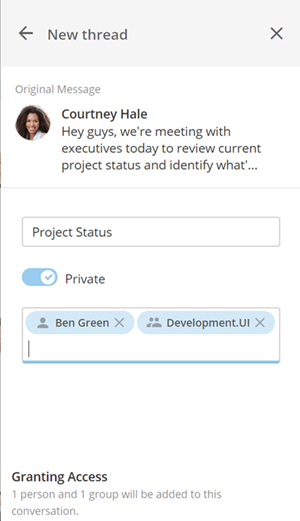 New thread
Original Message
Courtney Hale
Hey guys, we're meeting with
executives today to review current
project status and identify what'...
Project Status
Private
Ben Green
Development.UI
Granting Access
1 person and 1 group will be added to this
conversation.